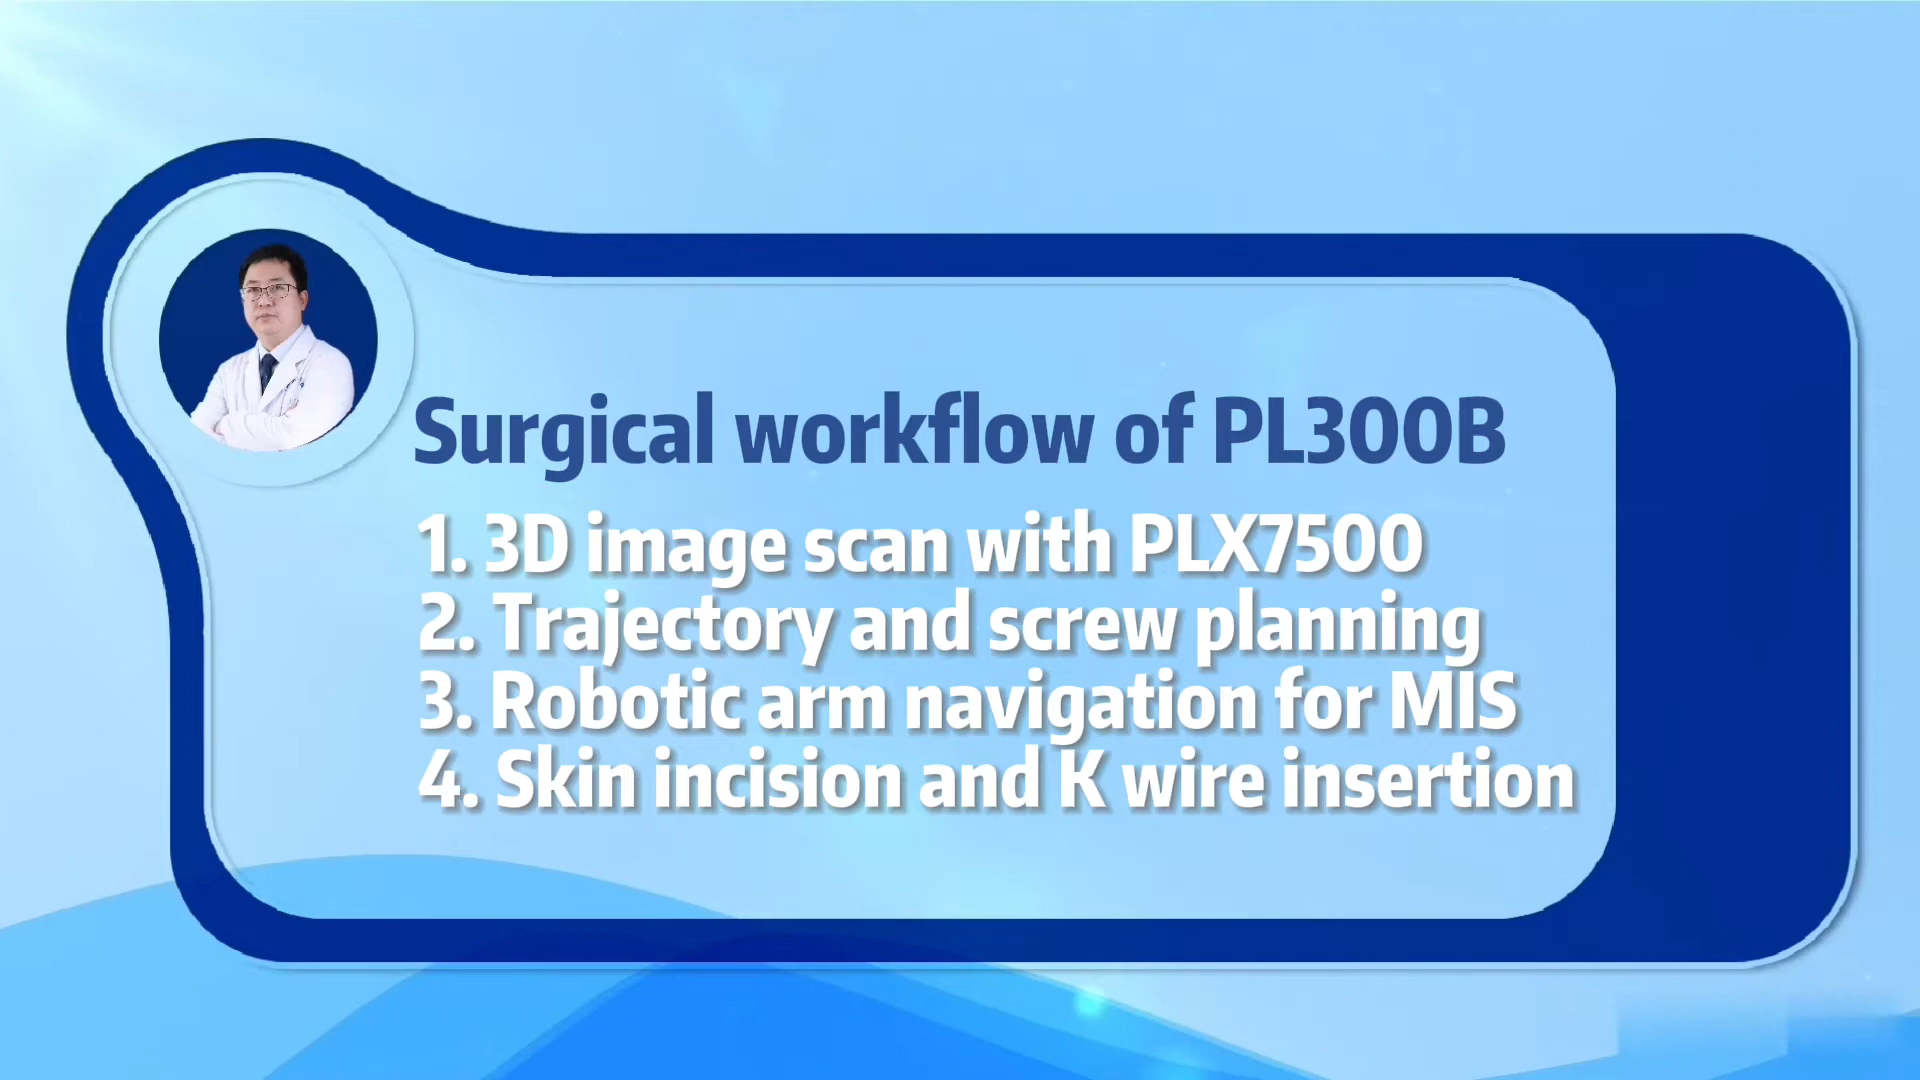 Surgical workflow of PL300B
1. 3D image scan with PLX7500
2. Trajectory and screw planning
3. Robotic arm navigation for MIS
4. Skin incision and K wire insertion